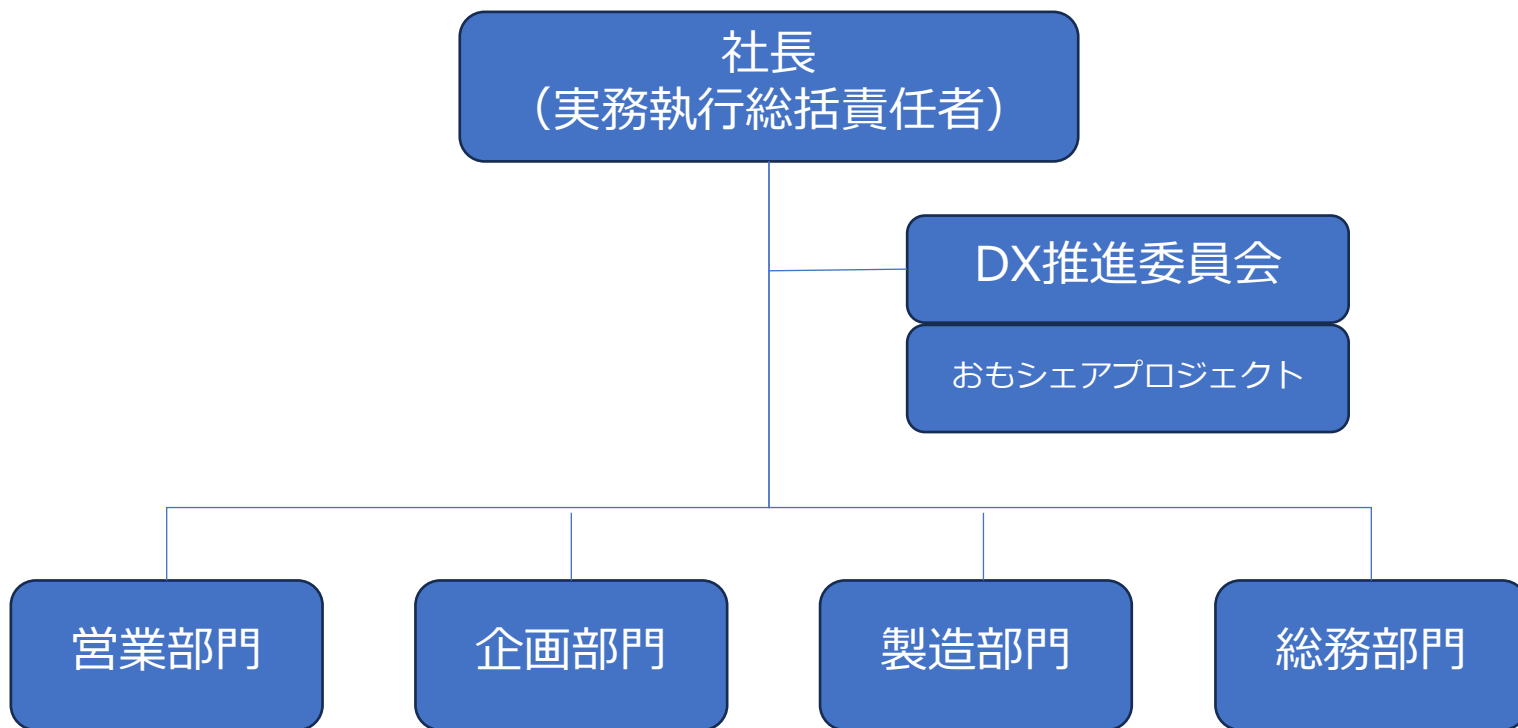 社長
（実務執行総括責任者）
DX推進委員会
おもシェアプロジェクト
営業部門
企画部門
製造部門
総務部門